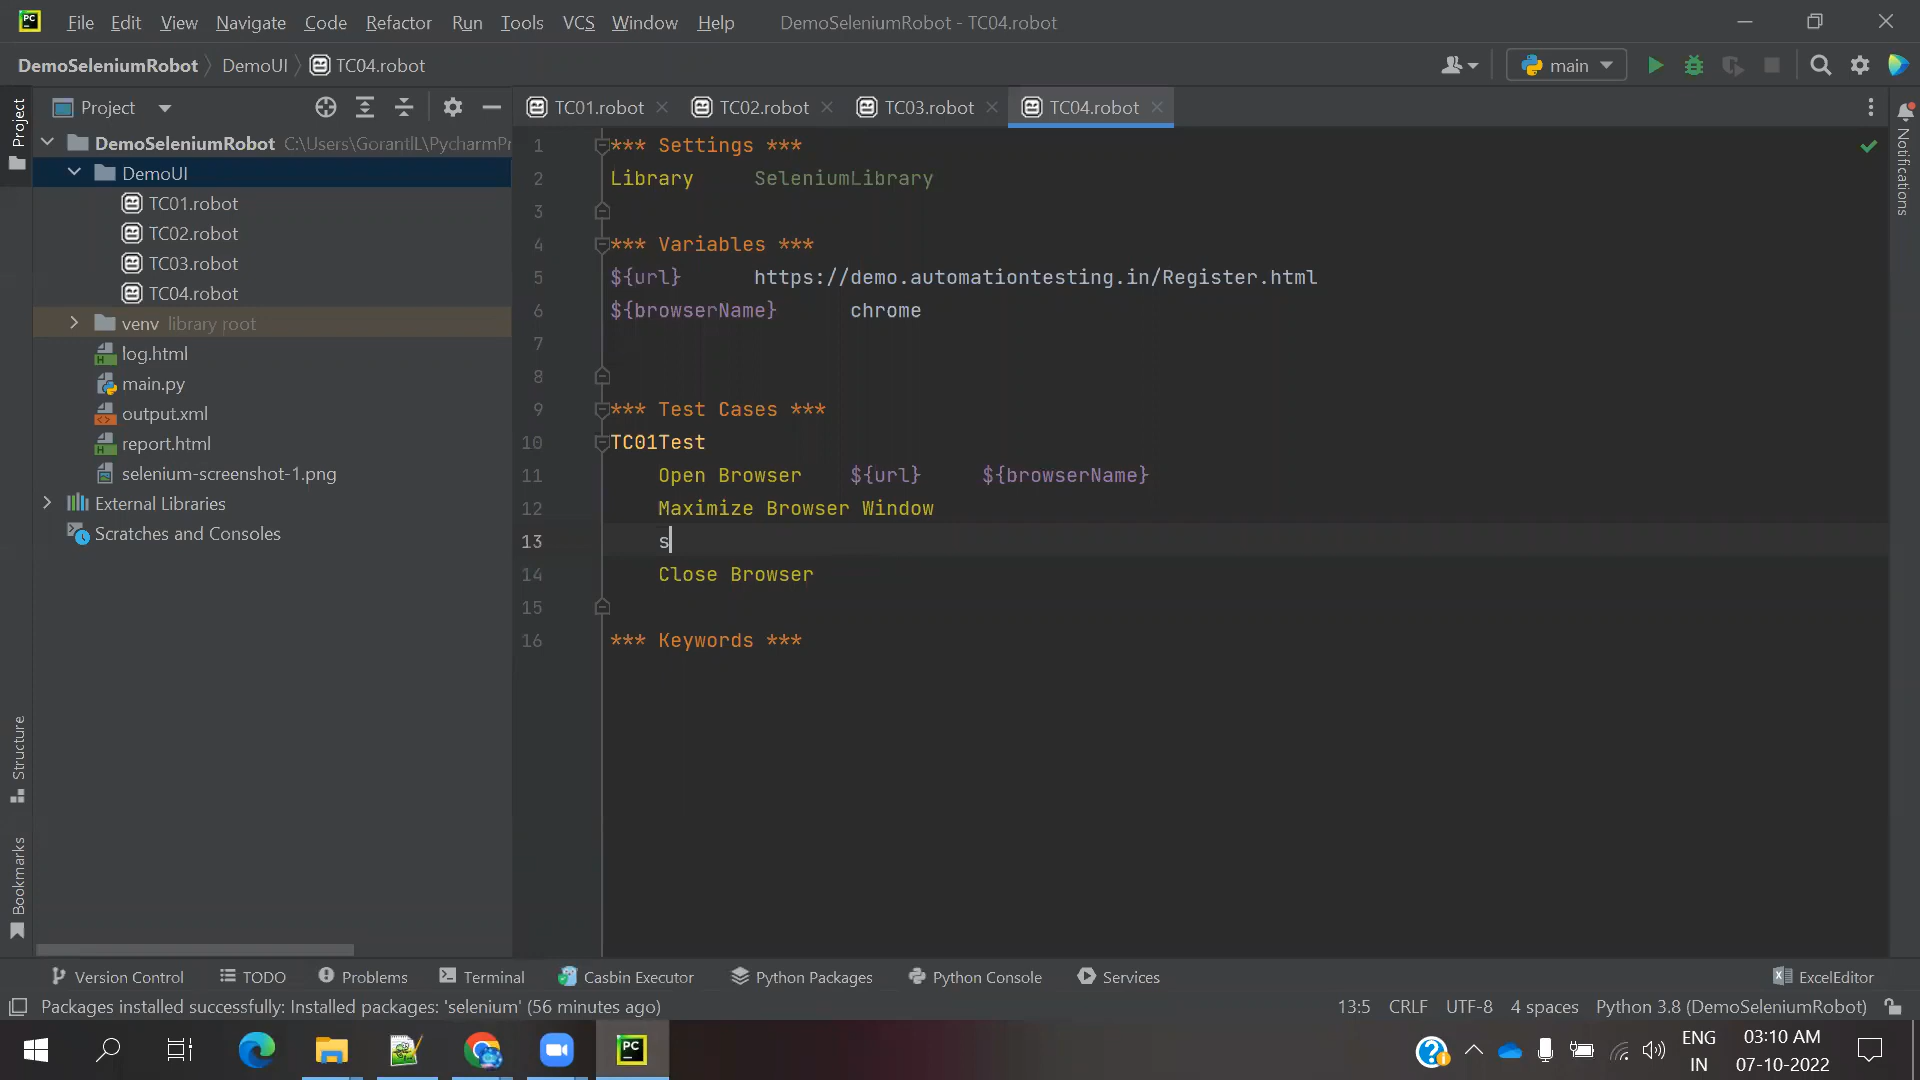 PC File Edit View Navigate Code Refactor Run Tools VCS Window Help DemoSeleniumRobot - TC04.robot
DemoSeleniumRobot DemoUI TC04.robot main
Project
Project
TC01.robot TC02.robot TC03.robot TC04.robot
Notifications
DemoSeleniumRobot C:\Users\GorantlL\PycharmPr
DemoUI
TC01.robot
TC02.robot
TC03.robot
TC04.robot
venv library root
log.html
main.py
output.xml
report.html
selenium-screenshot-1.png
External Libraries
Scratches and Consoles
Structure
Bookmarks
1 *** Settings ***
2 Library SeleniumLibrary
3
4 *** Variables ***
5 ${url} https://demo.automationtesting.in/Register.html
6 ${browserName} chrome
7
8
9 *** Test Cases ***
10 TC01Test
11 Open Browser ${url} ${browserName}
12 Maximize Browser Window
13 s
14 Close Browser
15
16 *** Keywords ***
Version Control TODO Problems Terminal Casbin Executor Python Packages Python Console Services ExcelEditor
Packages installed successfully: Installed packages: 'selenium' (56 minutes ago) 13:5 CRLF UTF-8 4 spaces Python 3.8 (DemoSeleniumRobot)
PC
ENG
IN
03:10 AM
07-10-2022